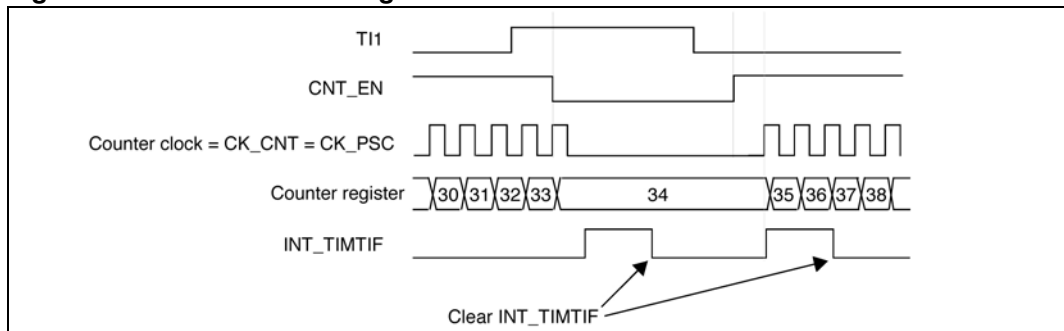 TI1
CNT_EN
Counter clock = CK_CNT = CK_PSC
Counter register 30 31 32 33 34 35 36 37 38
INT_TIMTIF
Clear INT_TIMTIF